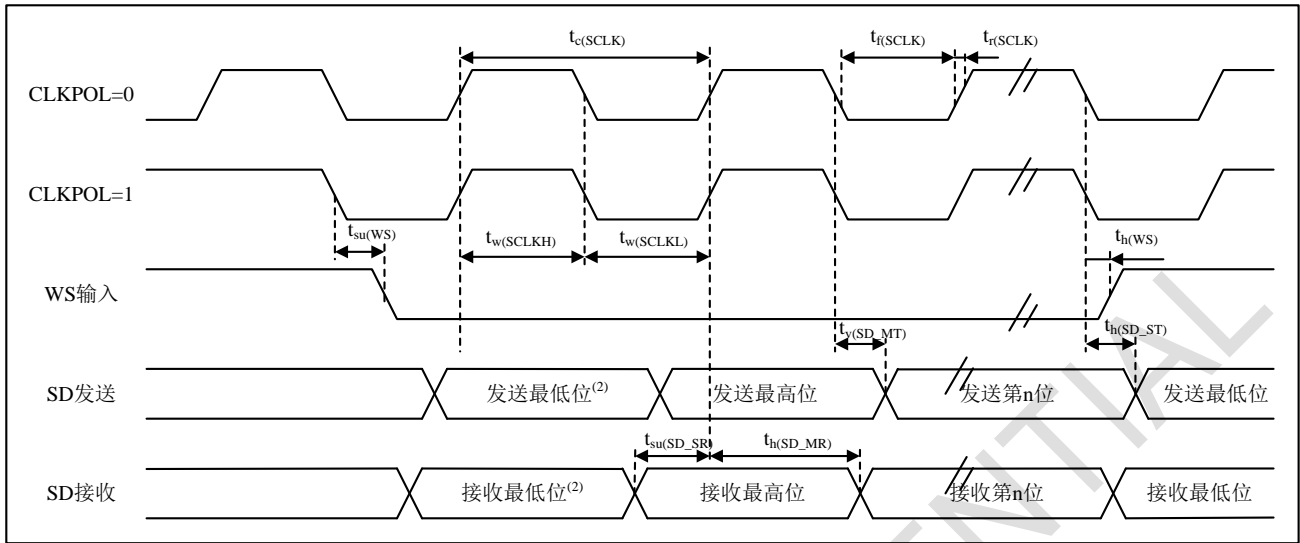 tc(SCLK)
tf(SCLK)
tr(SCLK)
CLKPOL=0
CLKPOL=1
tsu(WS)
tw(SCLKH)
tw(SCLKL)
th(WS)
WS输入
tv(SD_MT)
th(SD_ST)
SD发送
发送最低位(2)
发送最高位
发送第n位
发送最低位
tsu(SD_SR)
th(SD_MR)
SD接收
接收最低位(2)
接收最高位
接收第n位
接收最低位
ENTIAL